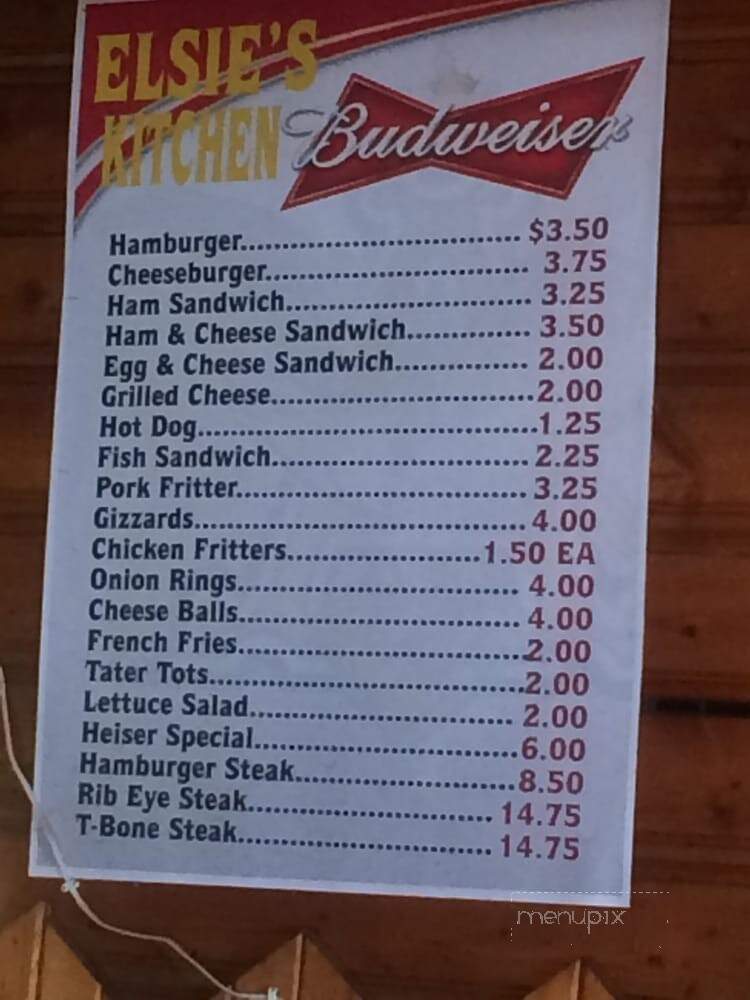 ELSIE'S
KITCHEN Budweiser
Hamburger................................. $3.50
Cheeseburger............................... 3.75
Ham Sandwich............................. 3.25
Ham & Cheese Sandwich.............. 3.50
Egg & Cheese Sandwich............... 2.00
Grilled Cheese...............................2.00
Hot Dog.........................................1.25
Fish Sandwich.............................. 2.25
Pork Fritter.................................. 3.25
Gizzards....................................... 4.00
Chicken Fritters.......................1.50 EA
Onion Rings................................. 4.00
Cheese Balls................................. 4.00
French Fries..................................2.00
Tater Tots......................................2.00
Lettuce Salad............................... 2.00
Heiser Special...............................6.00
Hamburger Steak..........................8.50
Rib Eye Steak............................. 14.75
T-Bone Steak.............................. 14.75
menupix